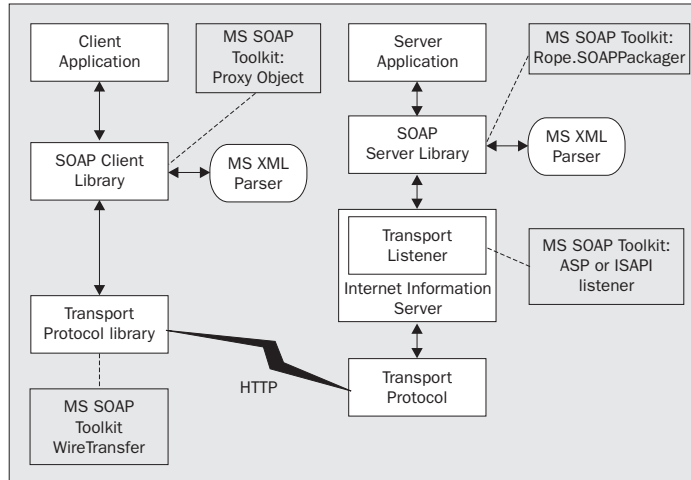 Client
Application
MS SOAP
Toolkit:
Proxy Object
Server
Application
MS SOAP Toolkit:
Rope.SOAPPackager
SOAP Client
Library
MS XML
Parser
SOAP
Server Library
MS XML
Parser
Transport
Listener
Internet Information
Server
MS SOAP Toolkit:
ASP or ISAPI
listener
Transport
Protocol library
HTTP
Transport
Protocol
MS SOAP
Toolkit
WireTransfer